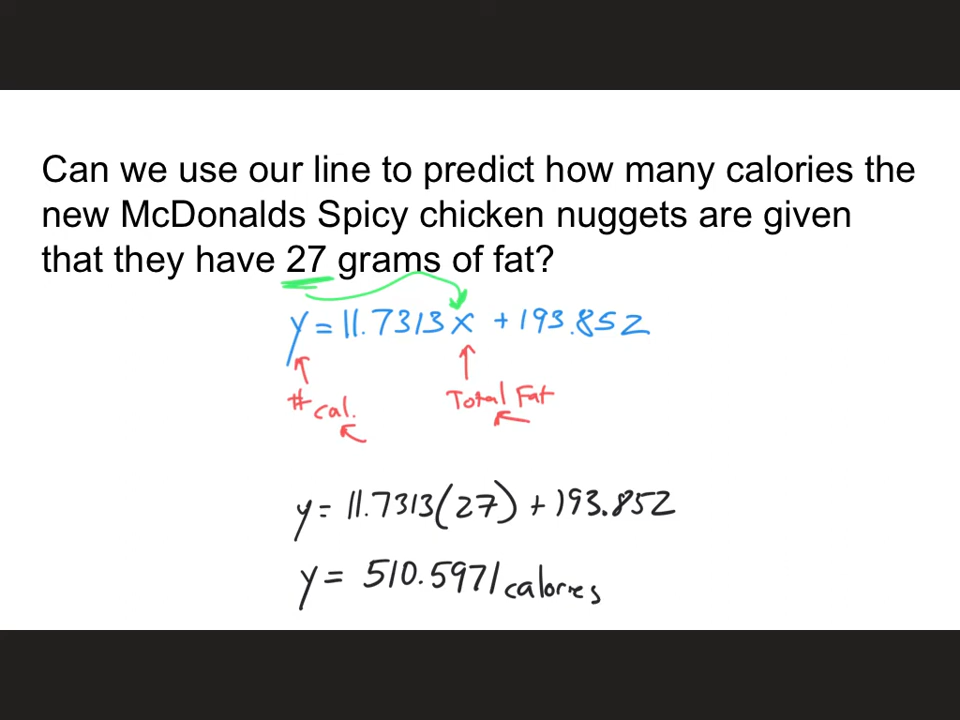 Can we use our line to predict how many calories the
new McDonalds Spicy chicken nuggets are given
that they have 27 grams of fat?
y = 11.7313x + 193.852
# cal.
Total Fat
y = 11.7313(27) + 193.852
y = 510.5971 calories